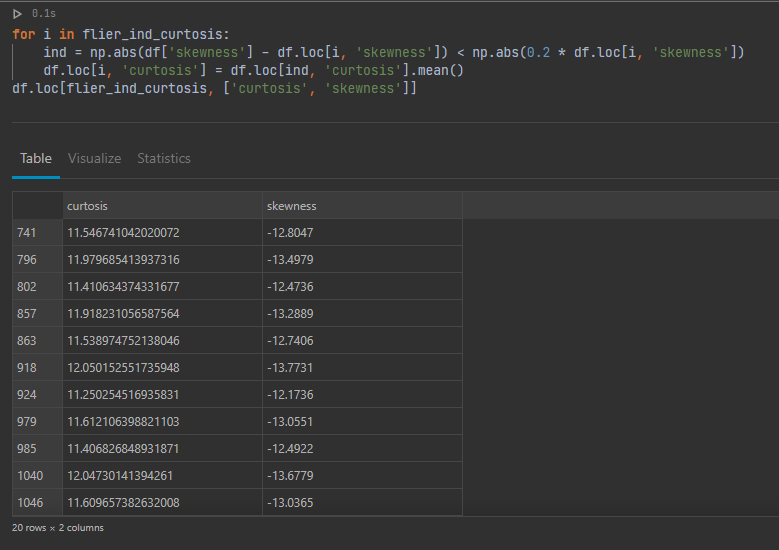 0.1s
for i in flier_ind_curtosis:
    ind = np.abs(df['skewness'] - df.loc[i, 'skewness']) < np.abs(0.2 * df.loc[i, 'skewness'])
    df.loc[i, 'curtosis'] = df.loc[ind, 'curtosis'].mean()
df.loc[flier_ind_curtosis, ['curtosis', 'skewness']]
Table Visualize Statistics
curtosis skewness
741 11.546741042020072 -12.8047
796 11.979685413937316 -13.4979
802 11.410634374331677 -12.4736
857 11.918231056587564 -13.2889
863 11.538974752138046 -12.7406
918 12.050152551735948 -13.7731
924 11.250254516935831 -12.1736
979 11.612106398821103 -13.0551
985 11.406826848931871 -12.4922
1040 12.04730141394261 -13.6779
1046 11.609657382632008 -13.0365
20 rows × 2 columns